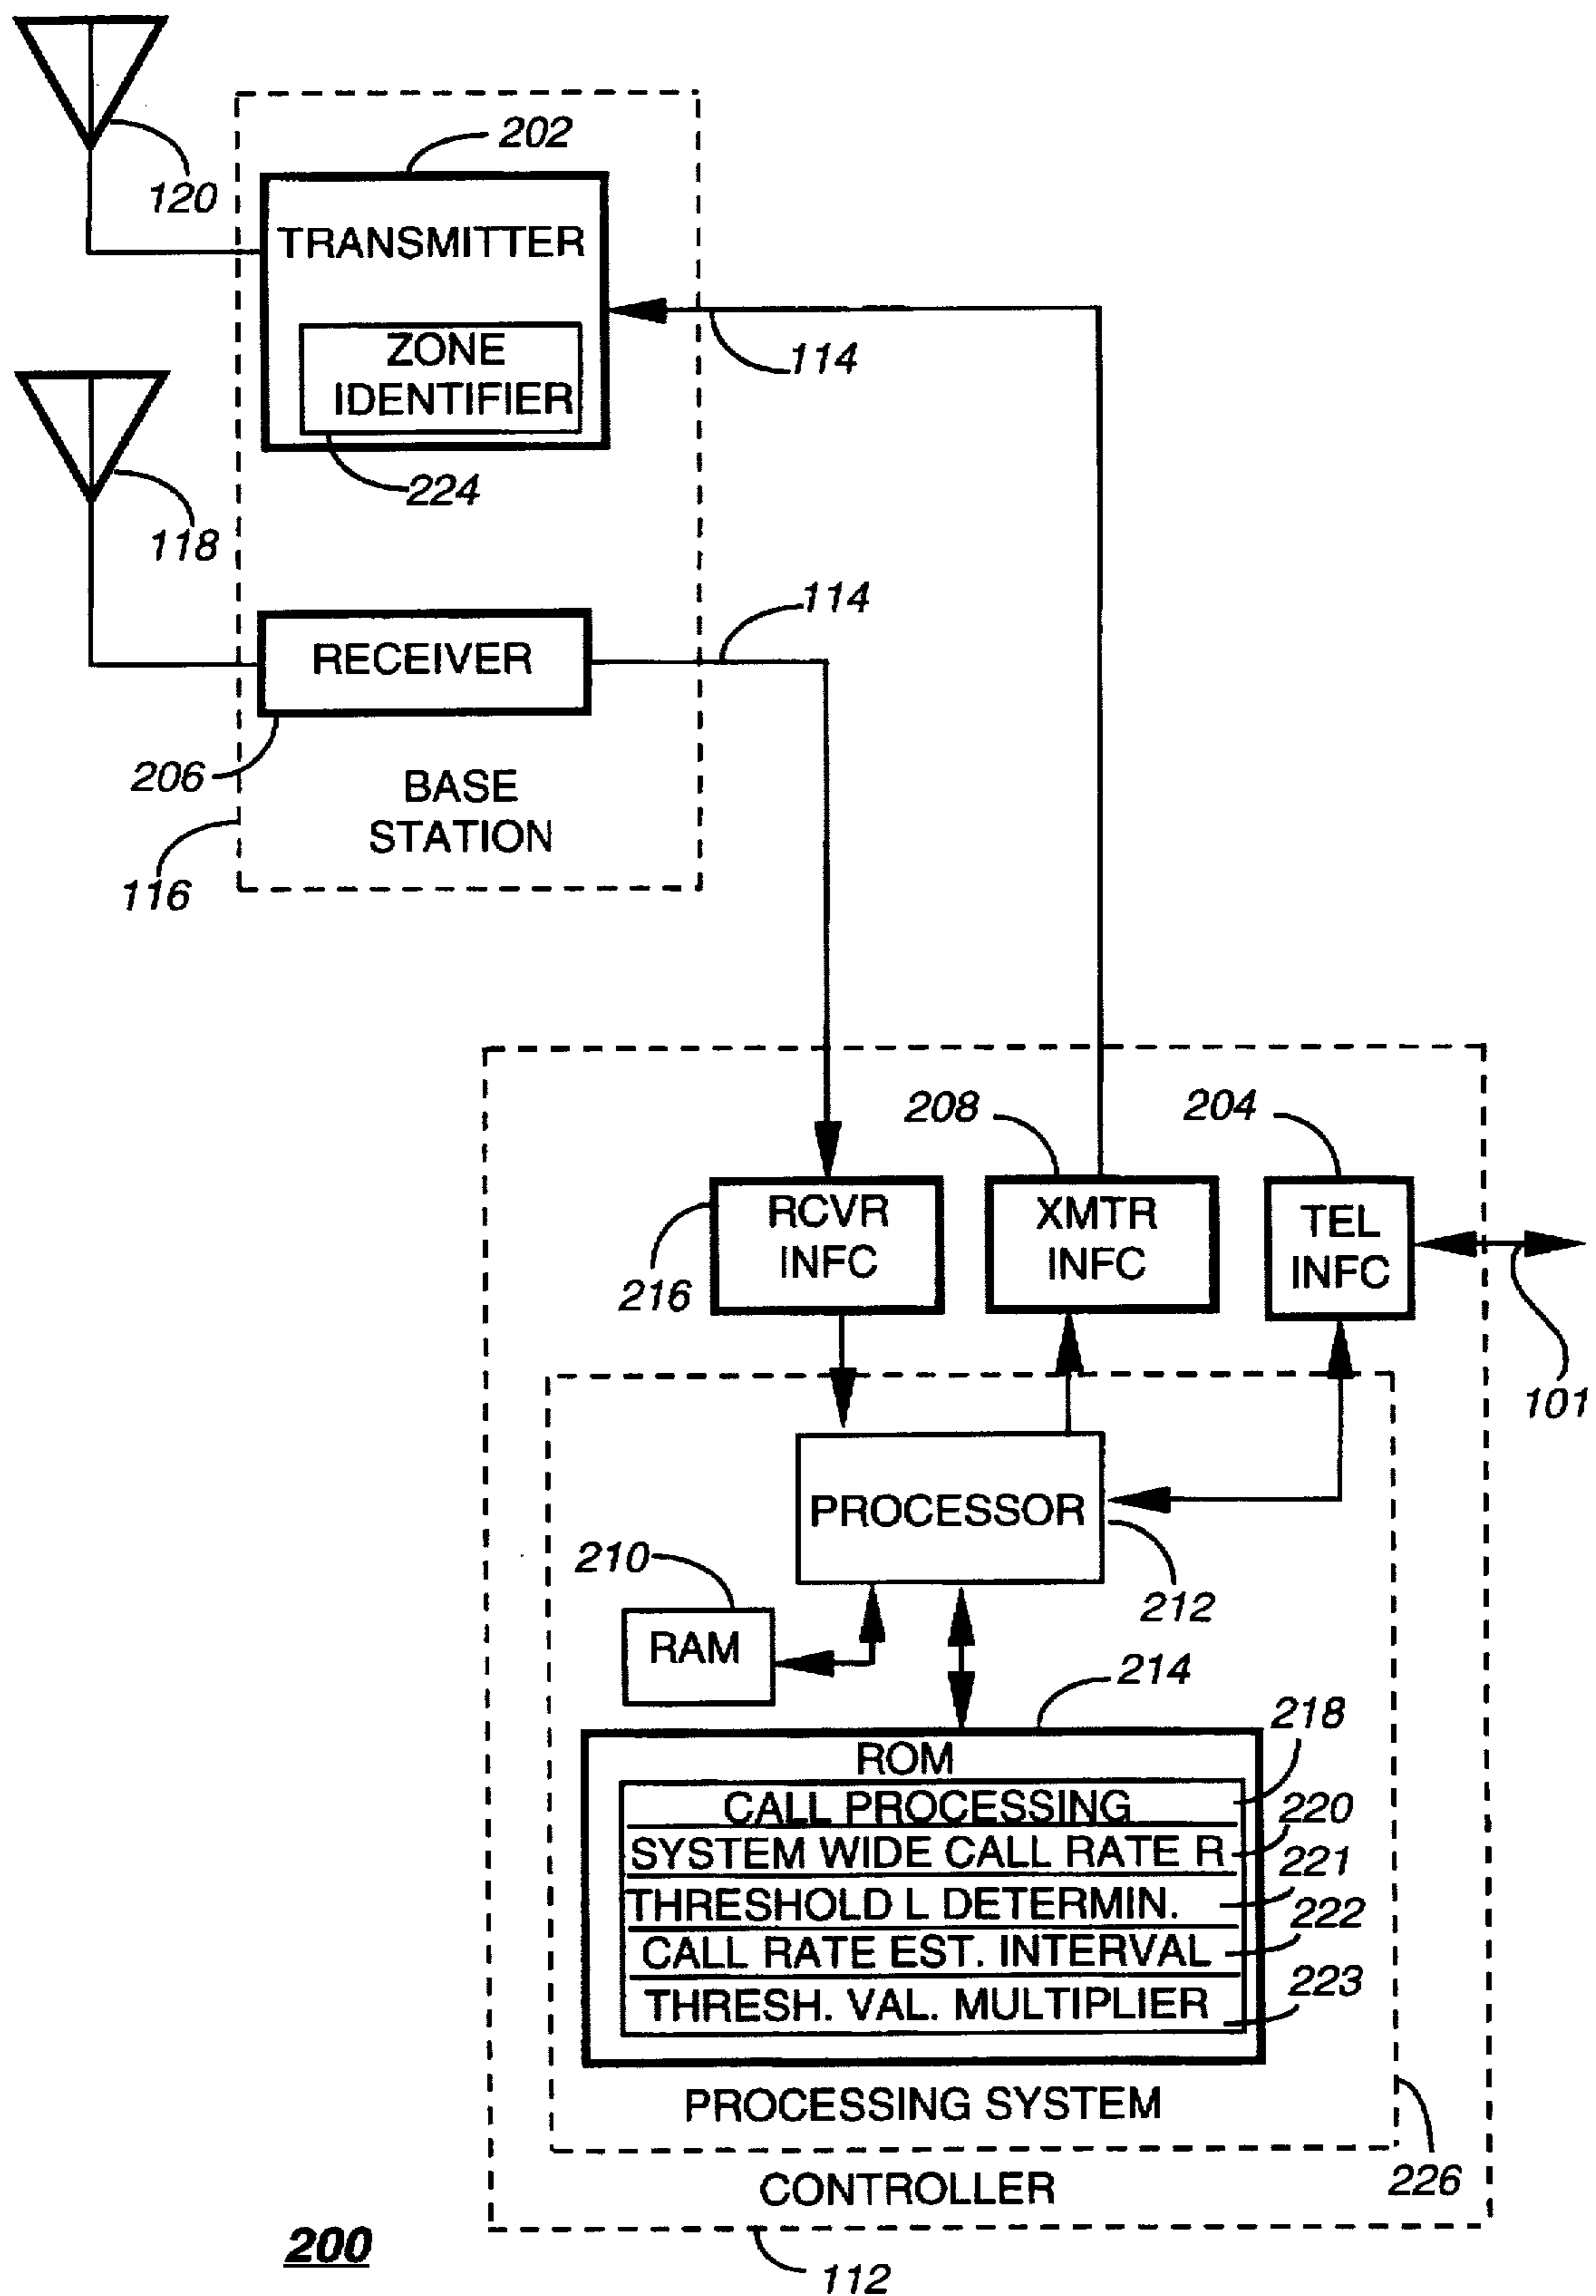 202
120
TRANSMITTER
ZONE
IDENTIFIER
114
224
118
114
RECEIVER
206
BASE
STATION
116
208
204
RCVR
INFC
XMTR
INFC
TEL
INFC
216
101
PROCESSOR
210
212
RAM
214
218
ROM
CALL PROCESSING
220
SYSTEM WIDE CALL RATE R
221
THRESHOLD L DETERMIN.
222
CALL RATE EST. INTERVAL
223
THRESH. VAL. MULTIPLIER
PROCESSING SYSTEM
226
CONTROLLER
200
112